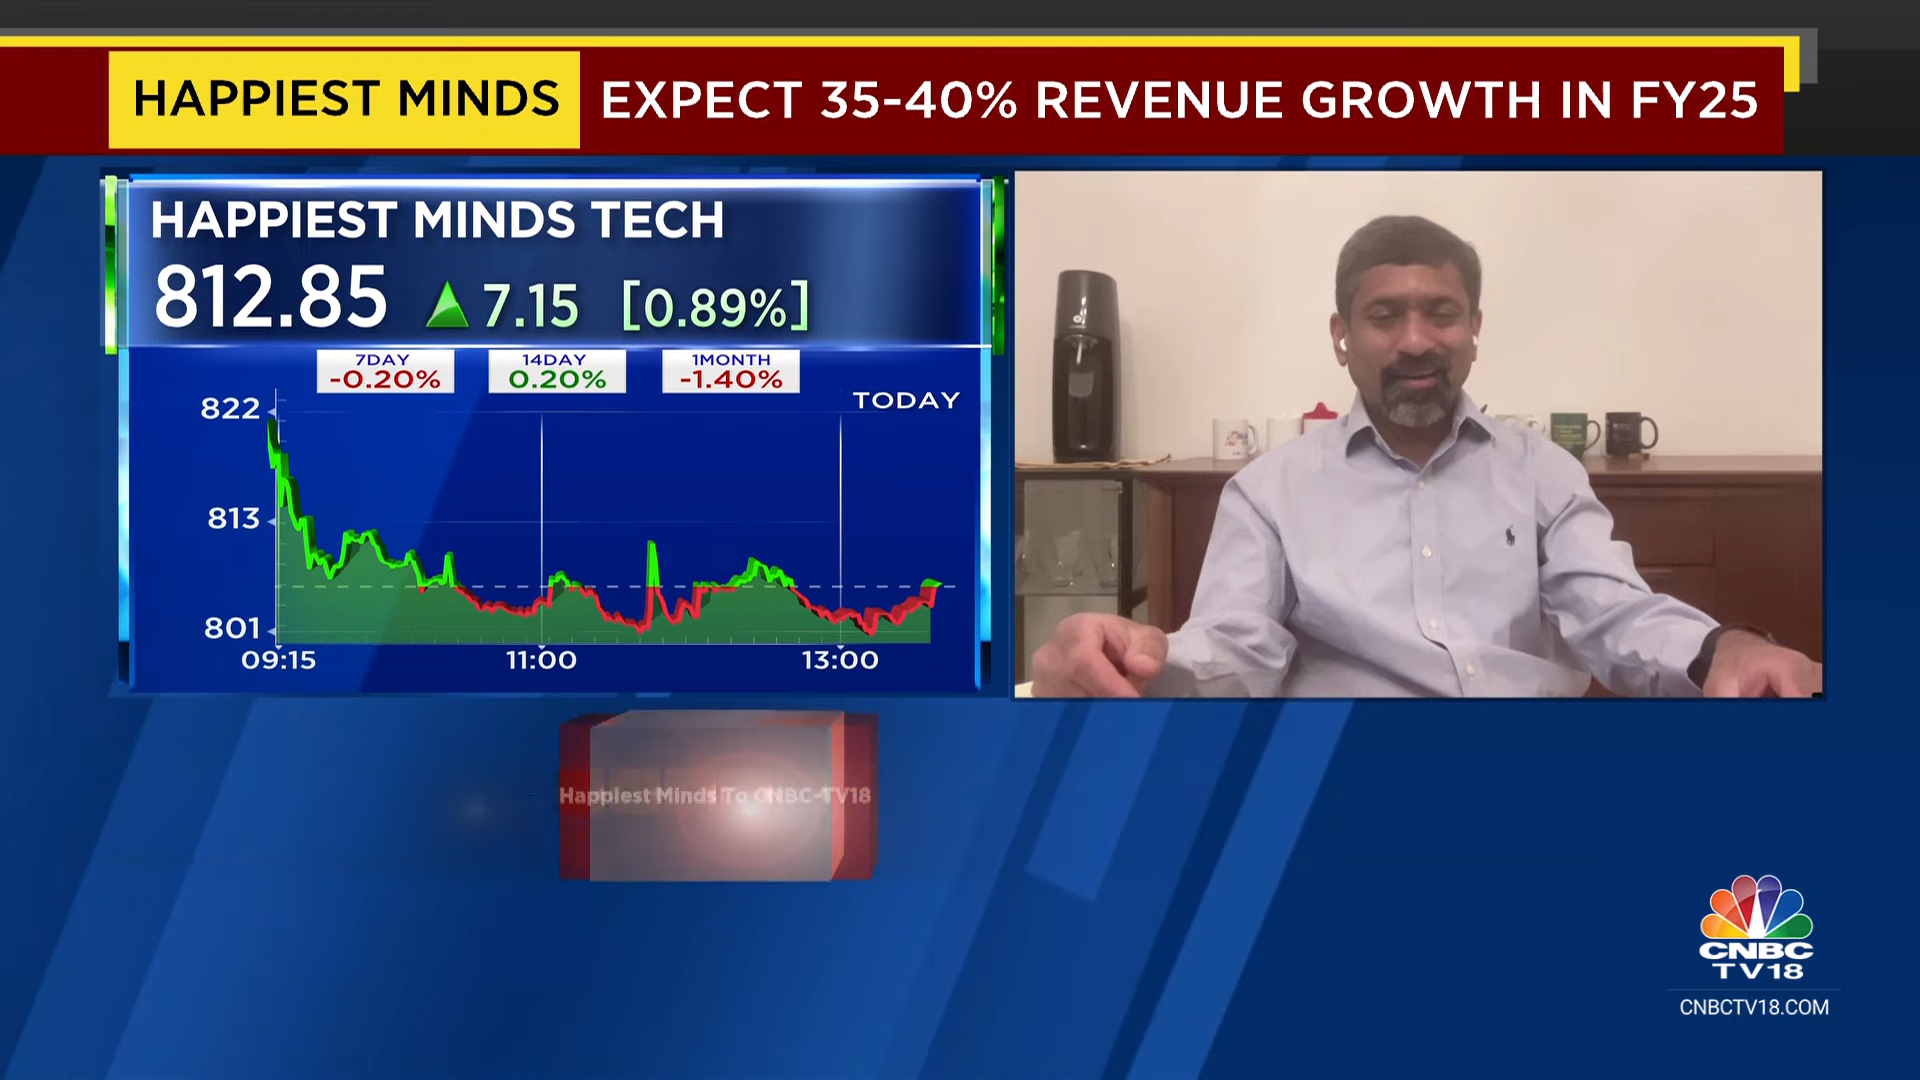 HAPPIEST MINDS EXPECT 35-40% REVENUE GROWTH IN FY25
HAPPIEST MINDS TECH
812.85 ▲ 7.15 [0.89%]
7DAY 14DAY 1MONTH
-0.20% 0.20% -1.40%
TODAY
822
813
801
09:15 11:00 13:00
Happiest Minds To CNBC-TV18
CNBC
TV18
CNBCTV18.COM